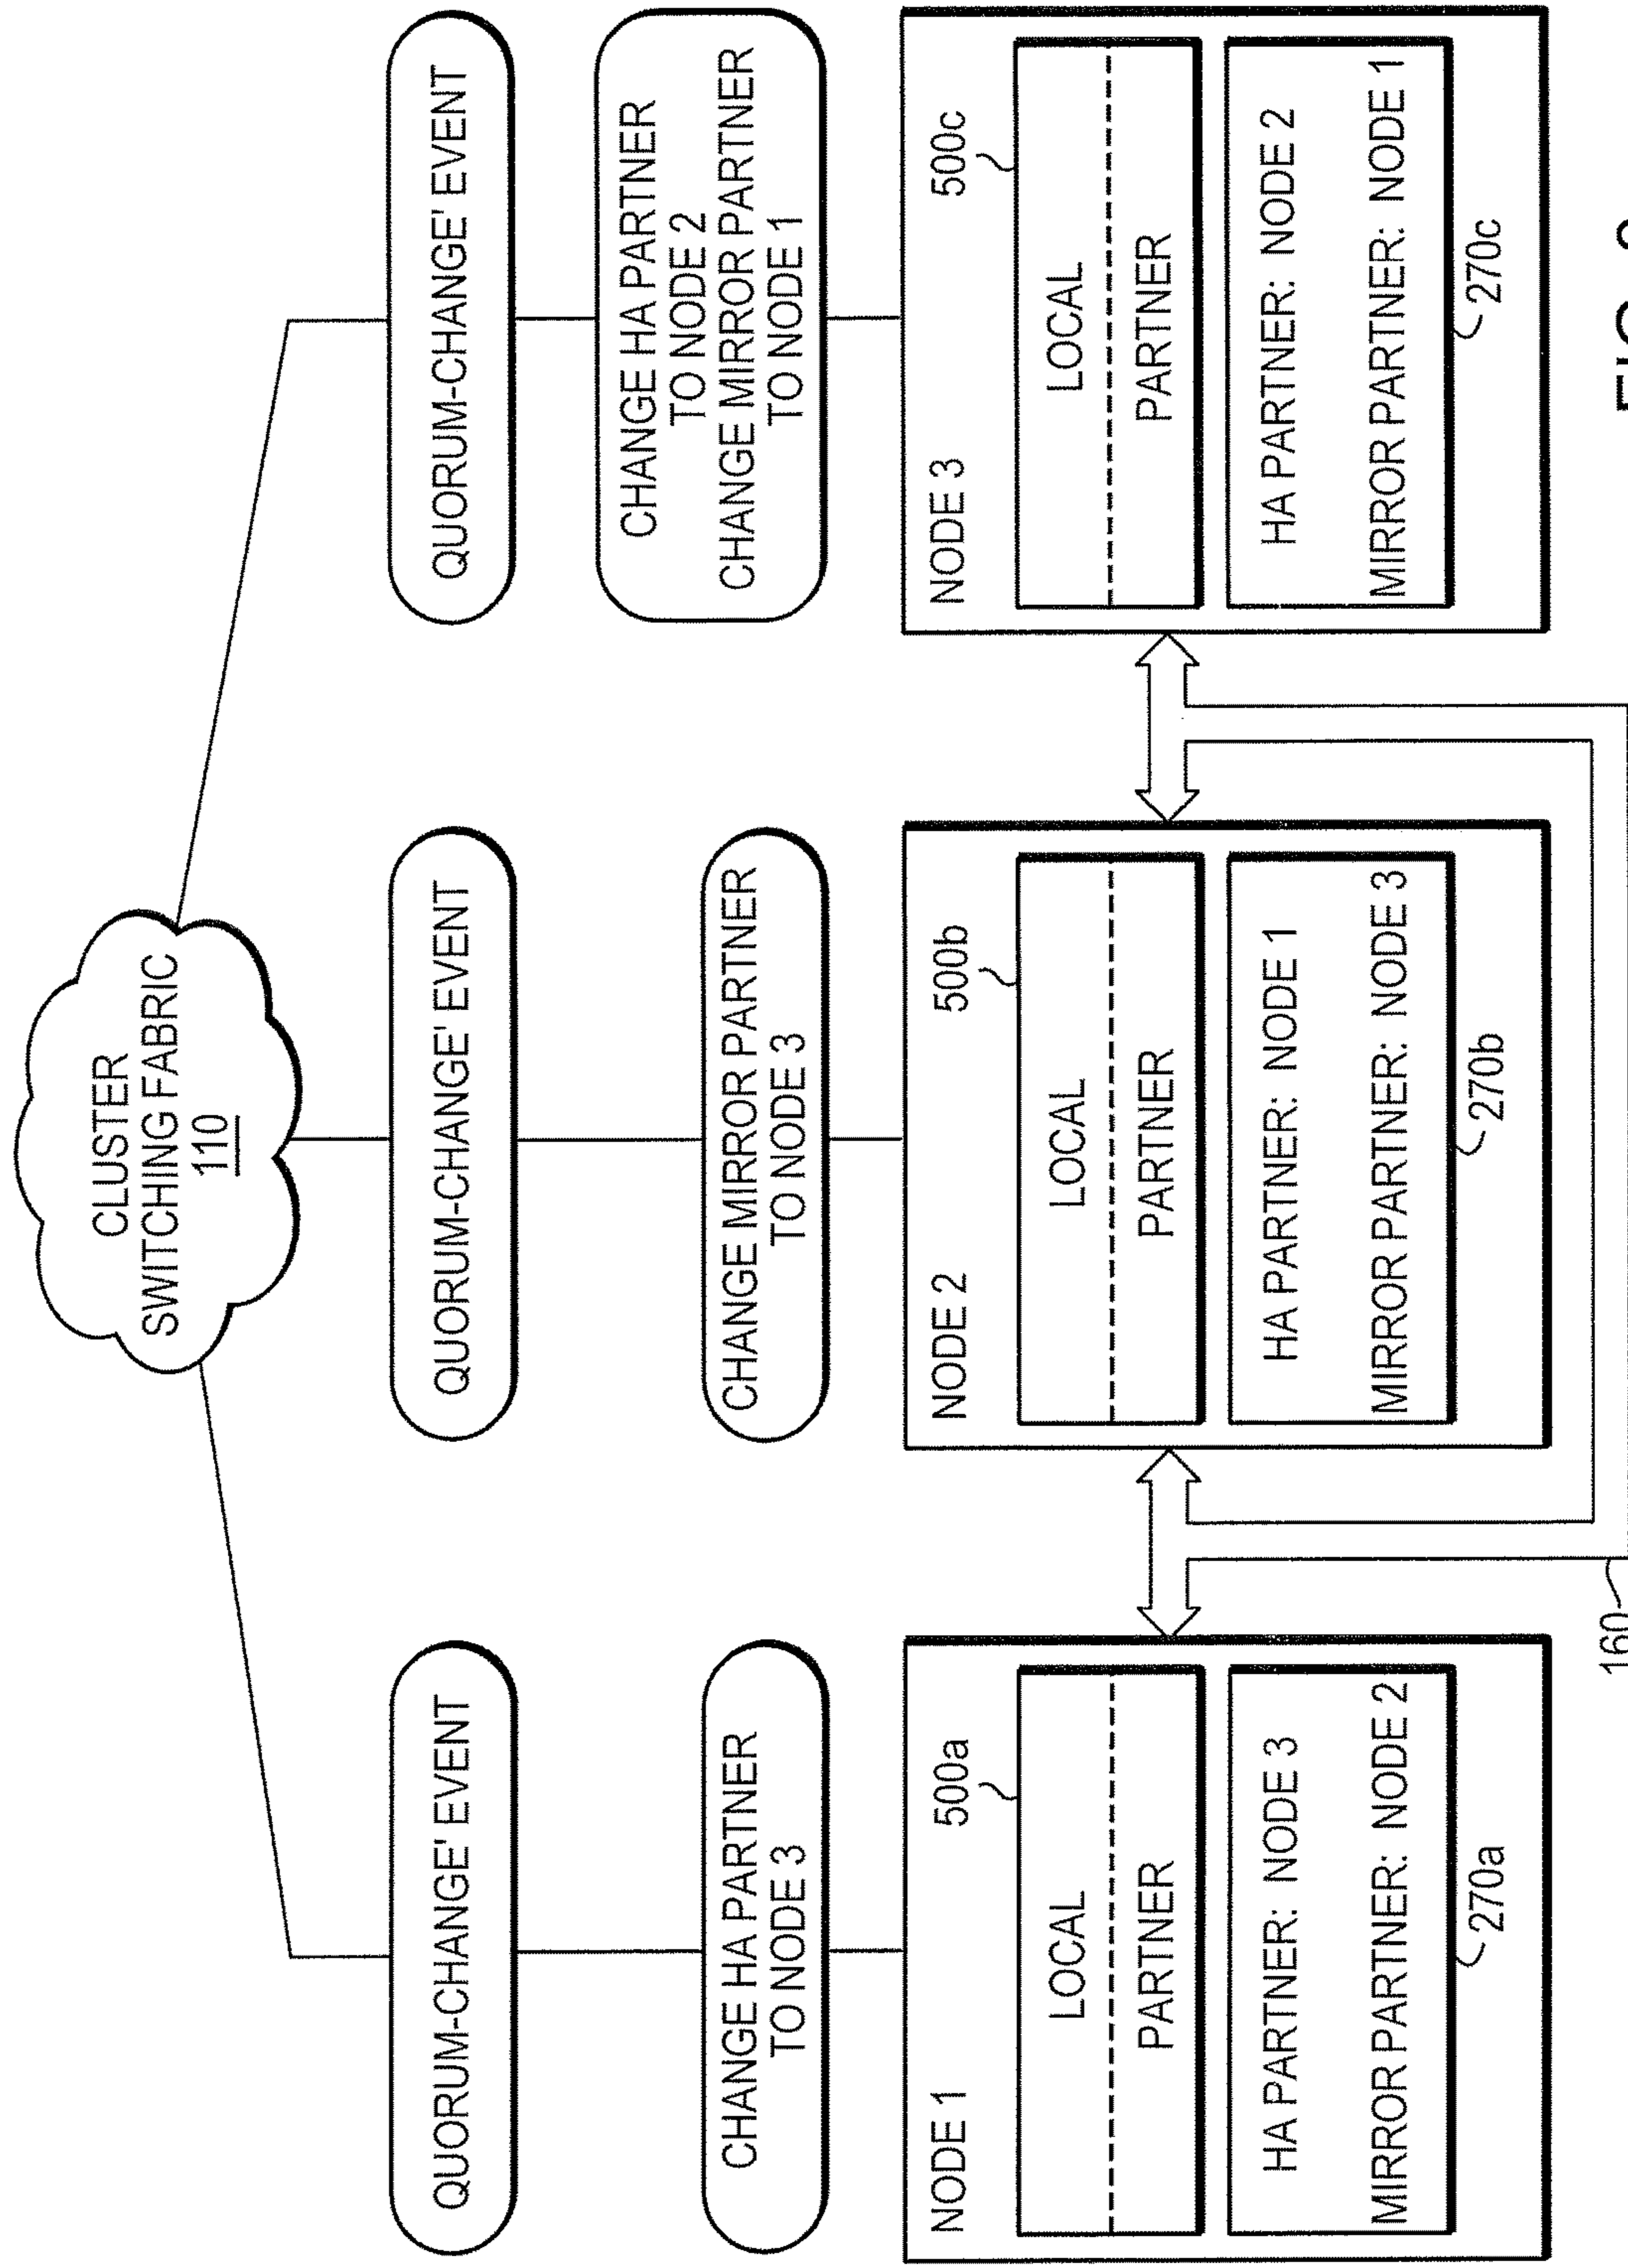 CLUSTER
SWITCHING FABRIC
110
QUORUM-CHANGE' EVENT
QUORUM-CHANGE' EVENT
QUORUM-CHANGE' EVENT
CHANGE HA PARTNER
TO NODE 3
CHANGE MIRROR PARTNER
TO NODE 3
CHANGE HA PARTNER
TO NODE 2
CHANGE MIRROR PARTNER
TO NODE 1
NODE 1
500a
LOCAL
PARTNER
HA PARTNER: NODE 3
MIRROR PARTNER: NODE 2
270a
NODE 2
500b
LOCAL
PARTNER
HA PARTNER: NODE 1
MIRROR PARTNER: NODE 3
270b
NODE 3
500c
LOCAL
PARTNER
HA PARTNER: NODE 2
MIRROR PARTNER: NODE 1
270c
160